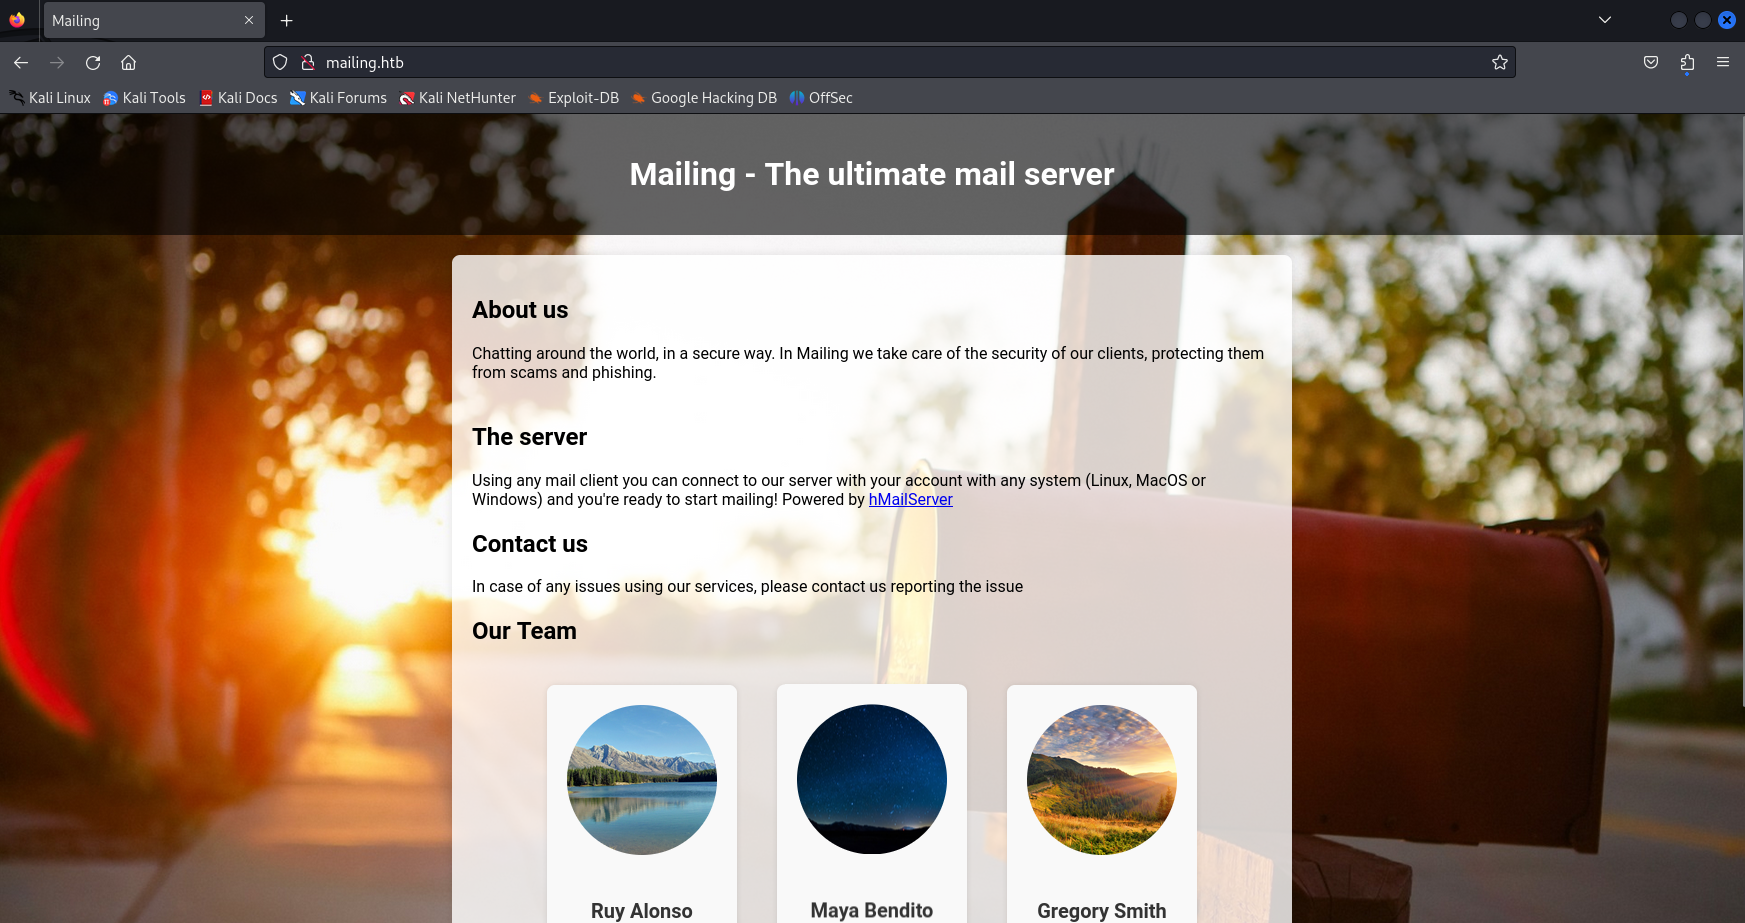 Mailing
mailing.htb
Kali Linux Kali Tools Kali Docs Kali Forums Kali NetHunter Exploit-DB Google Hacking DB OffSec
Mailing - The ultimate mail server
About us
Chatting around the world, in a secure way. In Mailing we take care of the security of our clients, protecting them
from scams and phishing.
The server
Using any mail client you can connect to our server with your account with any system (Linux, MacOS or
Windows) and you're ready to start mailing! Powered by hMailServer
Contact us
In case of any issues using our services, please contact us reporting the issue
Our Team
Ruy Alonso Maya Bendito Gregory Smith